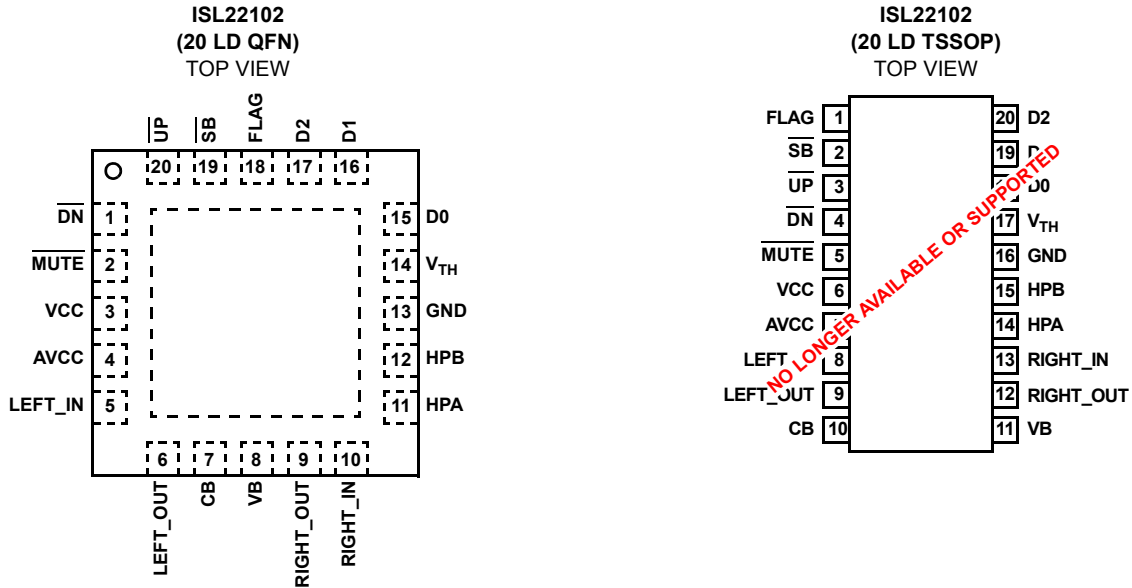 ISL22102
(20 LD QFN)
TOP VIEW
UP
SB
FLAG
D2
D1
20 19 18 17 16
DN 1
MUTE 2
VCC 3
AVCC 4
LEFT_IN 5
15 D0
14 VTH
13 GND
12 HPB
11 HPA
6 7 8 9 10
LEFT_OUT
CB
VB
RIGHT_OUT
RIGHT_IN
ISL22102
(20 LD TSSOP)
TOP VIEW
FLAG 1
SB 2
UP 3
DN 4
MUTE 5
VCC 6
AVCC
LEFT 8
LEFT_OUT 9
CB 10
20 D2
19
D0
17 VTH
16 GND
15 HPB
14 HPA
13 RIGHT_IN
12 RIGHT_OUT
11 VB
NO LONGER AVAILABLE OR SUPPORTED